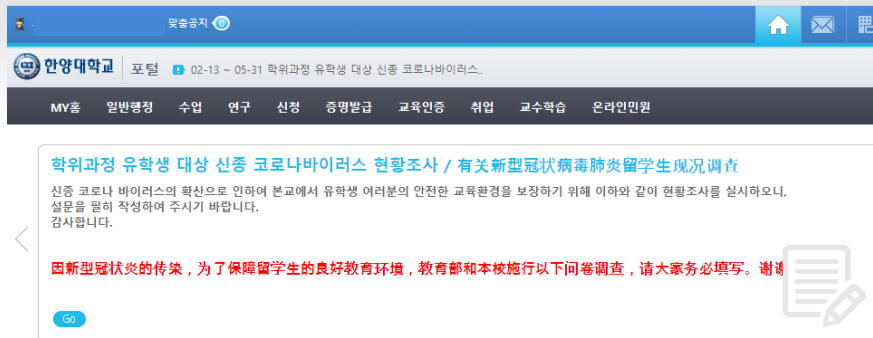 맞춤공지 0
한양대학교 포털 02-13 ~ 05-31 학위과정 유학생 대상 신종 코로나바이러스..
MY홈 일반행정 수업 연구 신청 증명발급 교육인증 취업 교수학습 온라인민원
학위과정 유학생 대상 신종 코로나바이러스 현황조사 / 有关新型冠状病毒肺炎留学生现况调查
신종 코로나 바이러스의 확산으로 인하여 본교에서 유학생 여러분의 안전한 교육환경을 보장하기 위해 이하와 같이 현황조사를 실시하오니,
설문을 필히 작성하여 주시기 바랍니다.
감사합니다.
因新型冠状炎的传染，为了保障留学生的良好教育环境，教育部和本校施行以下问卷调查，请大家务必填写。谢谢
Go